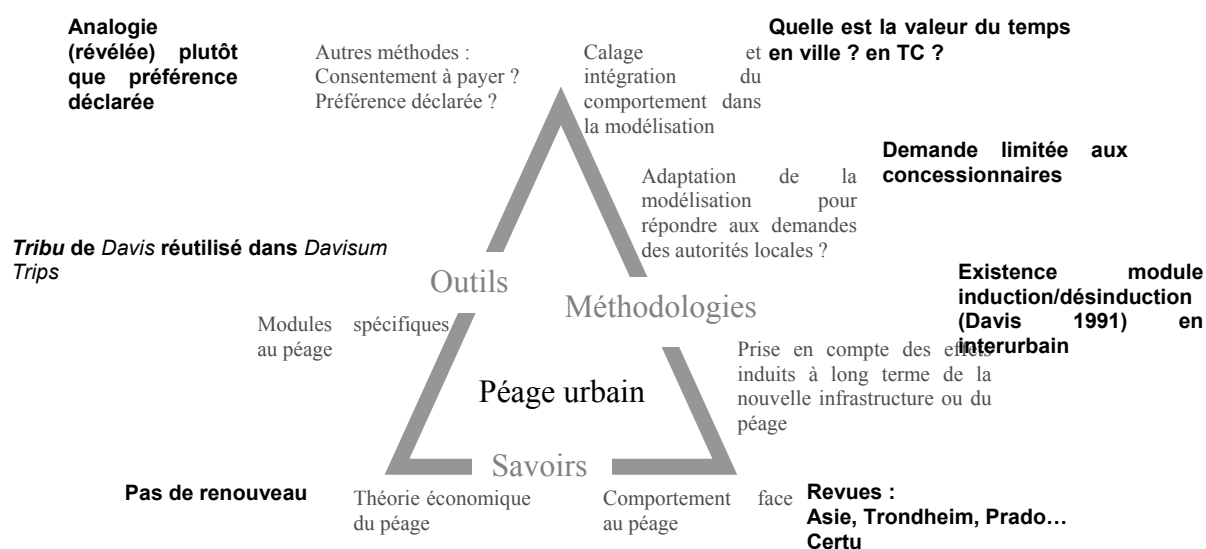 Analogie
(révélée) plutôt
que préférence
déclarée
Autres méthodes :
Consentement à payer ?
Préférence déclarée ?
Calage et
intégration du
comportement dans
la modélisation
Quelle est la valeur du temps
en ville ? en TC ?
Demande limitée aux
concessionnaires
Adaptation de la
modélisation pour
répondre aux demandes
des autorités locales ?
Tribu de Davis réutilisé dans Davisum
Trips
Outils
Méthodologies
Existence module
induction/désinduction
(Davis 1991) en
interurbain
Modules spécifiques
au péage
Prise en compte des effets
induits à long terme de la
nouvelle infrastructure ou du
péage
Péage urbain
Savoirs
Pas de renouveau
Théorie économique
du péage
Comportement face
au péage
Revues :
Asie, Trondheim, Prado…
Certu